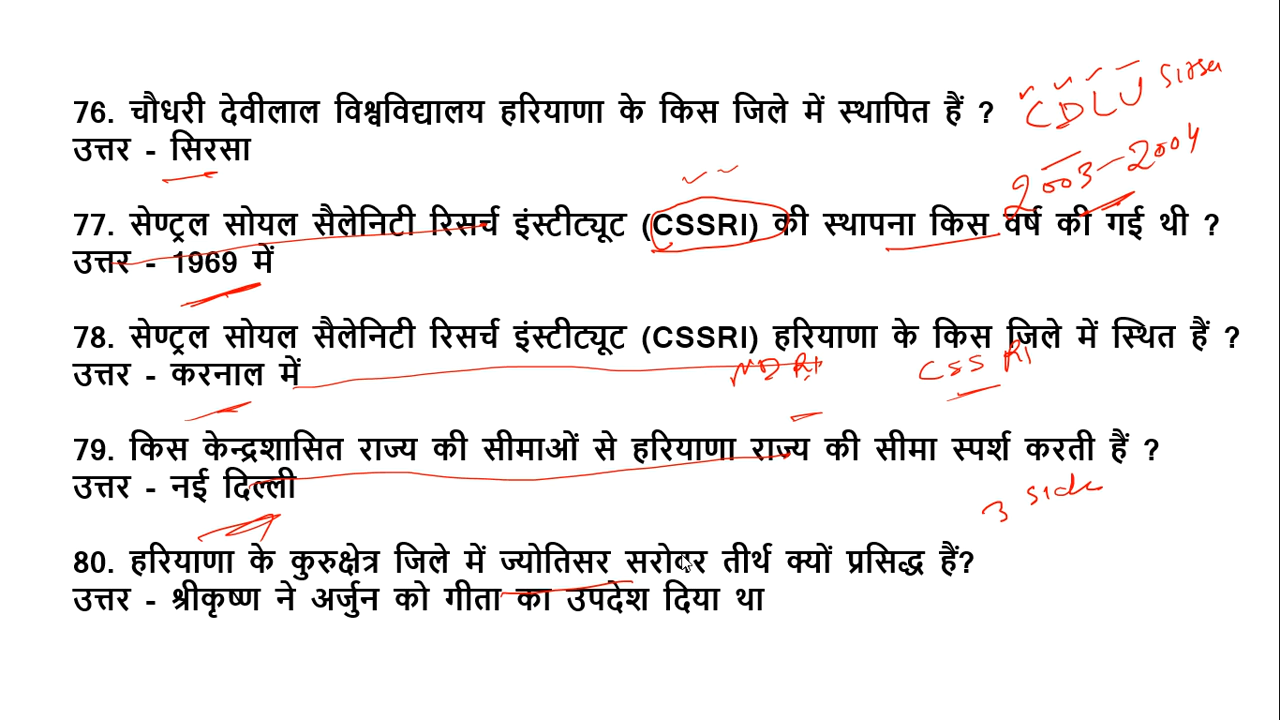 76. चौधरी देवीलाल विश्वविद्यालय हरियाणा के किस जिले में स्थापित हैं ?
CDLU Sirsa
उत्तर - सिरसा
2003-2004
77. सेण्ट्रल सोयल सैलेनिटी रिसर्च इंस्टीट्यूट (CSSRI) की स्थापना किस वर्ष की गई थी ?
उत्तर - 1969 में
78. सेण्ट्रल सोयल सैलेनिटी रिसर्च इंस्टीट्यूट (CSSRI) हरियाणा के किस जिले में स्थित हैं ?
उत्तर - करनाल में
NDRI CSSRI
79. किस केन्द्रशासित राज्य की सीमाओं से हरियाणा राज्य की सीमा स्पर्श करती हैं ?
उत्तर - नई दिल्ली
3 side
80. हरियाणा के कुरुक्षेत्र जिले में ज्योतिसर सरोवर तीर्थ क्यों प्रसिद्ध हैं?
उत्तर - श्रीकृष्ण ने अर्जुन को गीता का उपदेश दिया था